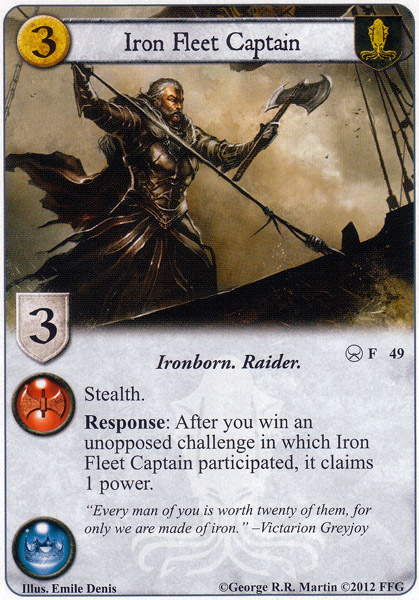 3
Iron Fleet Captain
3
Ironborn. Raider.
F 49
Stealth.
Response: After you win an
unopposed challenge in which Iron
Fleet Captain participated, it claims
1 power.
“Every man of you is worth twenty of them, for
only we are made of iron.” –Victarion Greyjoy
Illus. Emile Denis
©George R.R. Martin ©2012 FFG